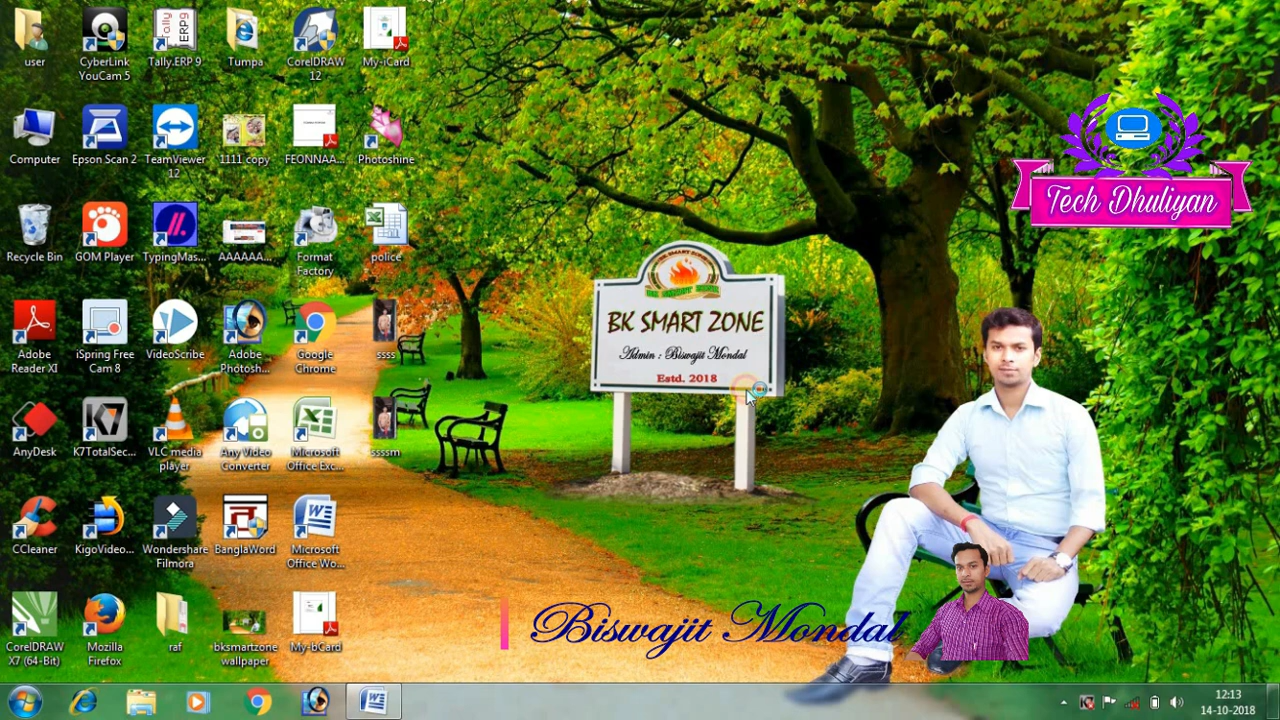 user
CyberLink
YouCam 5
Tally.ERP 9
Tumpa
CorelDRAW
12
My-iCard
Computer
Epson Scan 2
TeamViewer
12
1111 copy
FEONNAA...
Photoshine
Recycle Bin
GOM Player
TypingMas...
AAAAAA...
Format
Factory
police
Adobe
Reader XI
iSpring Free
Cam 8
VideoScribe
Adobe
Photosh...
Google
Chrome
ssss
AnyDesk
K7TotalSec...
VLC media
player
Any Video
Converter
Microsoft
Office Exc...
ssssm
CCleaner
KigoVideo...
Wondershare
Filmora
BanglaWord
Microsoft
Office Wo...
CorelDRAW
X7 (64-Bit)
Mozilla
Firefox
raf
bksmartzone
wallpaper
My-bCard
Tech Dhuliyan
BK SMART ZONE
Admin : Biswajit Mondal
Estd. 2018
Biswajit Mondal
12:13
14-10-2018